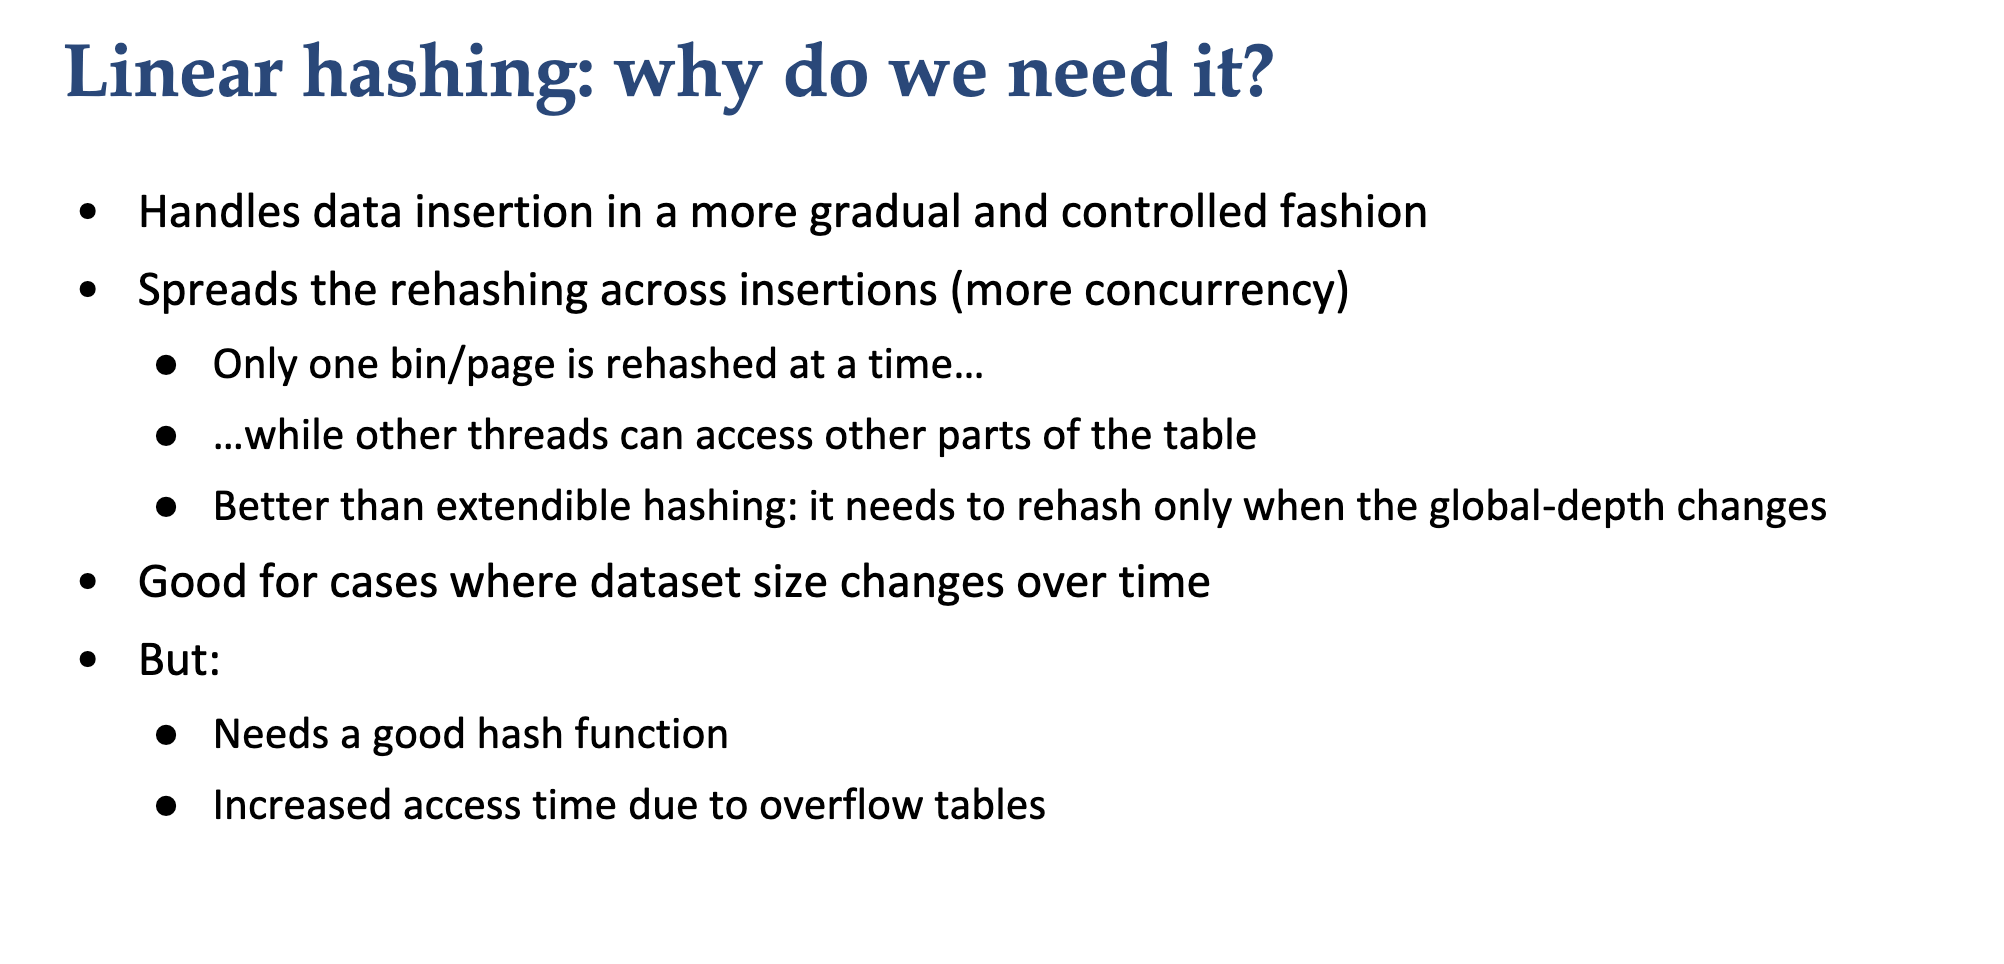 Linear hashing: why do we need it?
• Handles data insertion in a more gradual and controlled fashion
• Spreads the rehashing across insertions (more concurrency)
• Only one bin/page is rehashed at a time…
• …while other threads can access other parts of the table
• Better than extendible hashing: it needs to rehash only when the global-depth changes
• Good for cases where dataset size changes over time
• But:
• Needs a good hash function
• Increased access time due to overflow tables